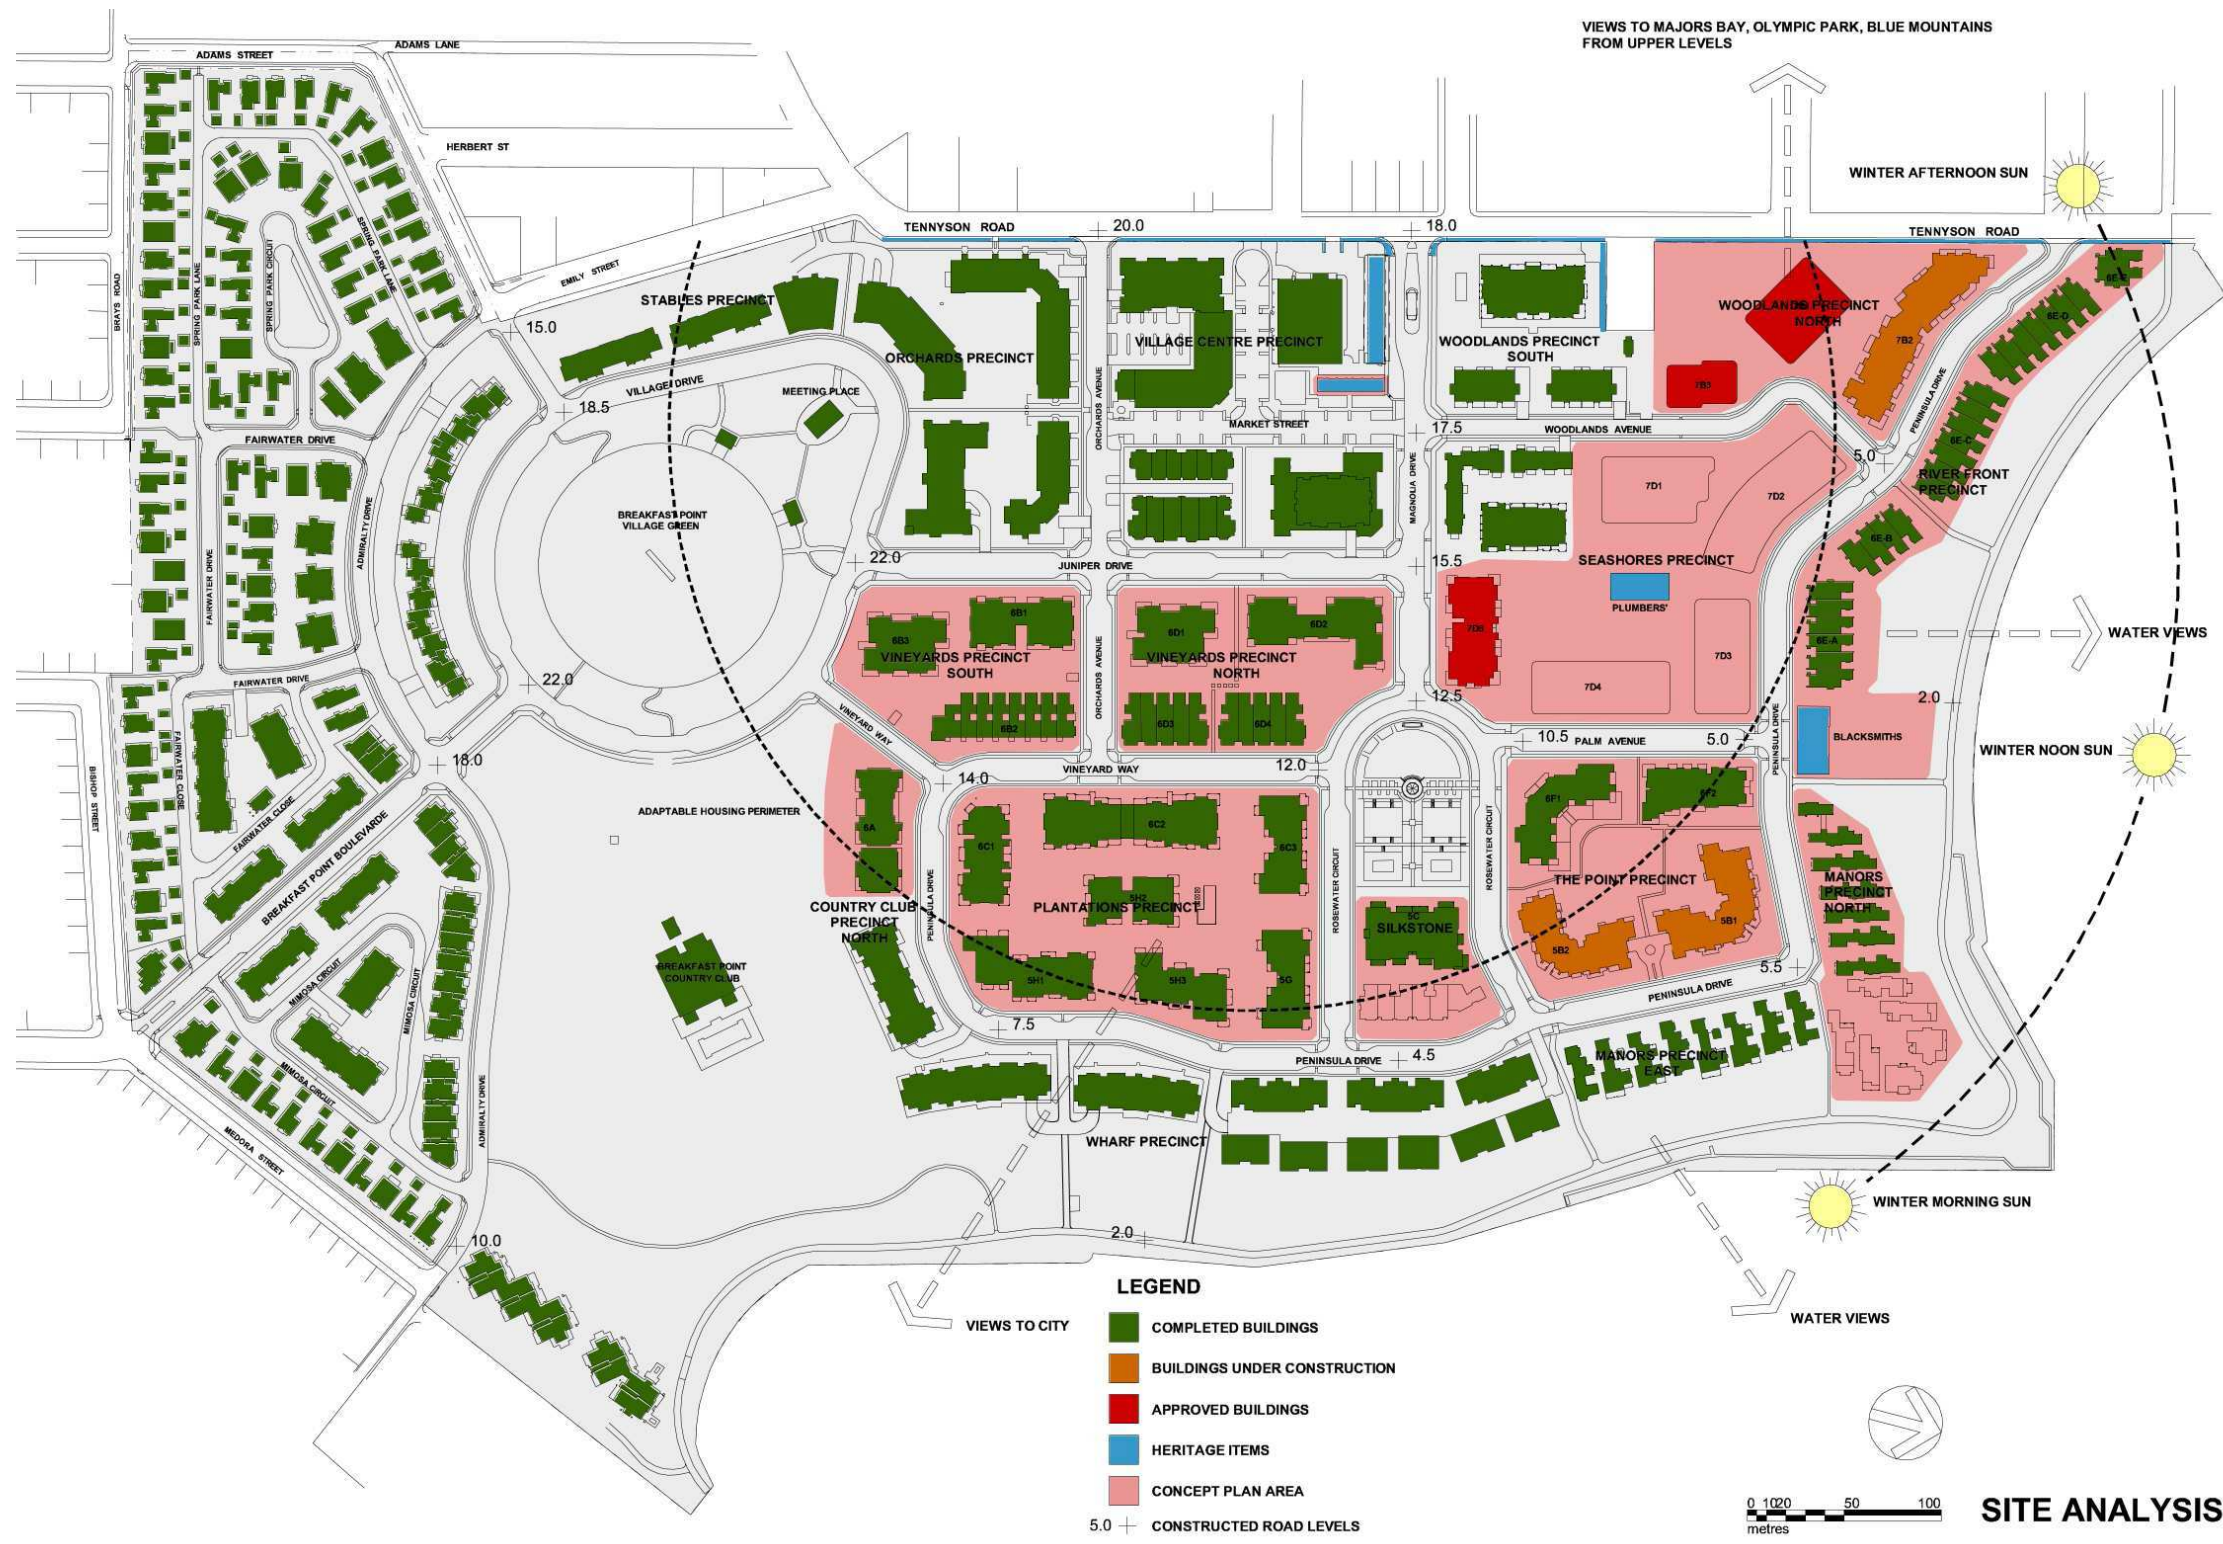 VIEWS TO MAJORS BAY, OLYMPIC PARK, BLUE MOUNTAINS
FROM UPPER LEVELS
ADAMS LANE
ADAMS STREET
HERBERT ST
WINTER AFTERNOON SUN
TENNYSON ROAD
20.0
18.0
TENNYSON ROAD
EMILY STREET
SPRING PARK LANE
SPRING PARK CIRCUIT
SPRING PARK LANE
BRAYS ROAD
STABLES PRECINCT
15.0
6E-E
WOODLANDS PRECINCT
NORTH
6E-D
7B2
ORCHARDS PRECINCT
VILLAGE CENTRE PRECINCT
WOODLANDS PRECINCT
SOUTH
7B3
VILLAGE DRIVE
MEETING PLACE
18.5
ORCHARDS AVENUE
PENINSULA DRIVE
MARKET STREET
17.5
WOODLANDS AVENUE
FAIRWATER DRIVE
6E-C
5.0
RIVER FRONT
PRECINCT
7D1
7D2
MAGNOLIA DRIVE
BREAKFAST POINT
VILLAGE GREEN
ADMIRALTY DRIVE
FAIRWATER DRIVE
6E-B
22.0
JUNIPER DRIVE
15.5
SEASHORES PRECINCT
PLUMBERS'
6B1
6B3
6D1
6D2
7D5
6E-A
WATER VIEWS
VINEYARDS PRECINCT
SOUTH
VINEYARDS PRECINCT
NORTH
7D3
7D4
FAIRWATER DRIVE
22.0
12.5
2.0
ORCHARDS AVENUE
6B2
6D3
6D4
VINEYARD WAY
10.5
PALM AVENUE
5.0
PENINSULA DRIVE
BLACKSMITHS
WINTER NOON SUN
FAIRWATER CLOSE
BISHOP STREET
18.0
14.0
VINEYARD WAY
12.0
ADAPTABLE HOUSING PERIMETER
FAIRWATER CLOSE
6A
6C1
6C2
6C3
6F1
6F2
ROSEWATER CIRCUIT
ROSEWATER CIRCUIT
BREAKFAST POINT BOULEVARDE
THE POINT PRECINCT
MANORS
PRECINCT
NORTH
5H2
COUNTRY CLUB
PRECINCT
NORTH
PENINSULA DRIVE
PLANTATIONS PRECINCT
5C
SILKSTONE
5B1
5B2
BREAKFAST POINT
COUNTRY CLUB
MIMOSA CIRCUIT
MIMOSA CIRCUIT
5H1
5H3
5G
5.5
PENINSULA DRIVE
7.5
PENINSULA DRIVE
4.5
MANORS PRECINCT
EAST
MIMOSA CIRCUIT
ADMIRALTY DRIVE
MEDORA STREET
WHARF PRECINCT
WINTER MORNING SUN
10.0
2.0
VIEWS TO CITY
WATER VIEWS
LEGEND
COMPLETED BUILDINGS
BUILDINGS UNDER CONSTRUCTION
APPROVED BUILDINGS
HERITAGE ITEMS
CONCEPT PLAN AREA
5.0
CONSTRUCTED ROAD LEVELS
0 10 20 50 100
metres
SITE ANALYSIS